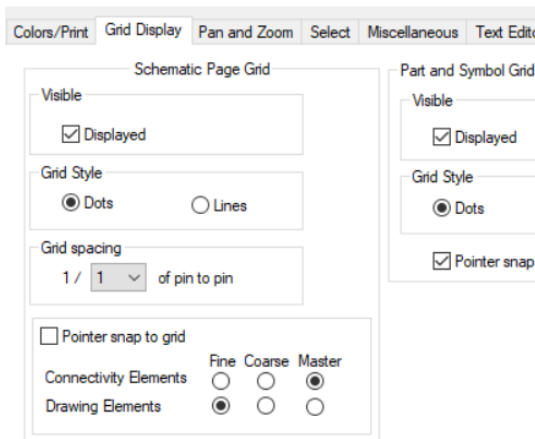 Colors/Print Grid Display Pan and Zoom Select Miscellaneous Text Edito
Schematic Page Grid
Visible
Displayed
Grid Style
Dots Lines
Grid spacing
1 / 1 of pin to pin
Pointer snap to grid
Fine Coarse Master
Connectivity Elements
Drawing Elements
Part and Symbol Grid
Visible
Displayed
Grid Style
Dots
Pointer snap